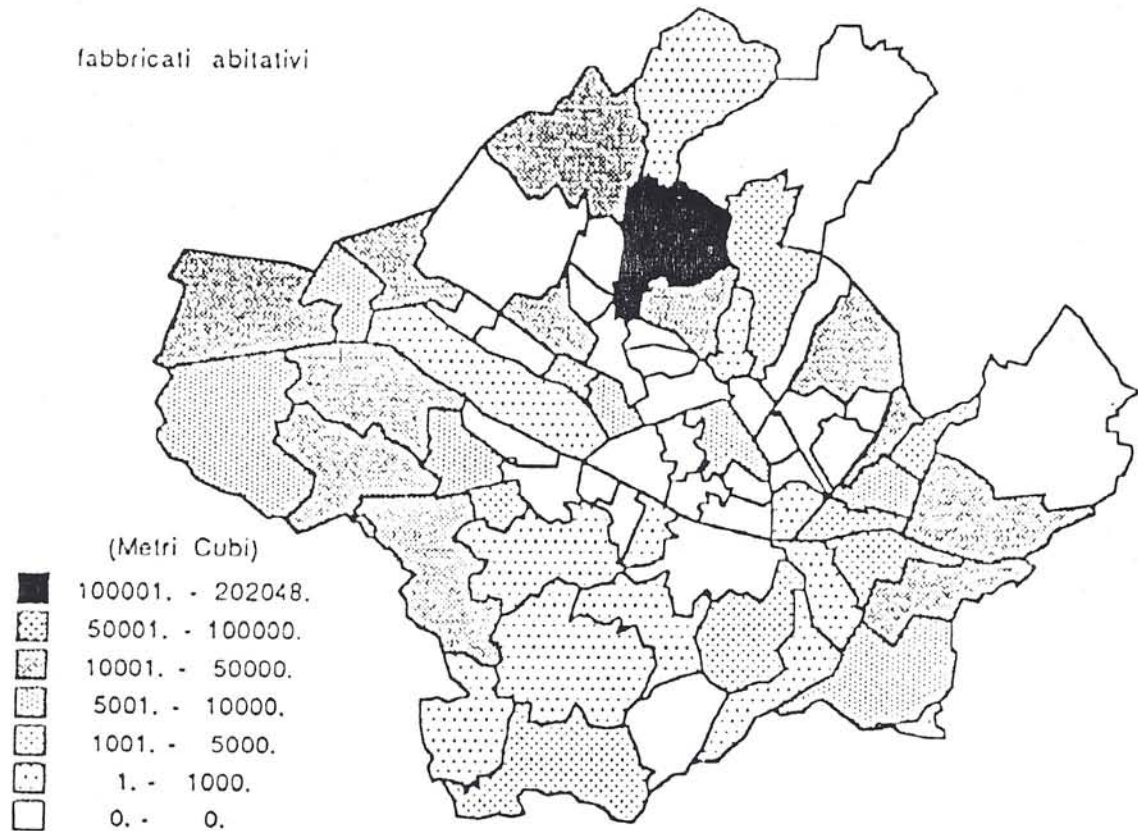 fabbricati abitativi
(Metri Cubi)
100001. - 202048.
50001. - 100000.
10001. - 50000.
5001. - 10000.
1001. - 5000.
1. - 1000.
0. - 0.